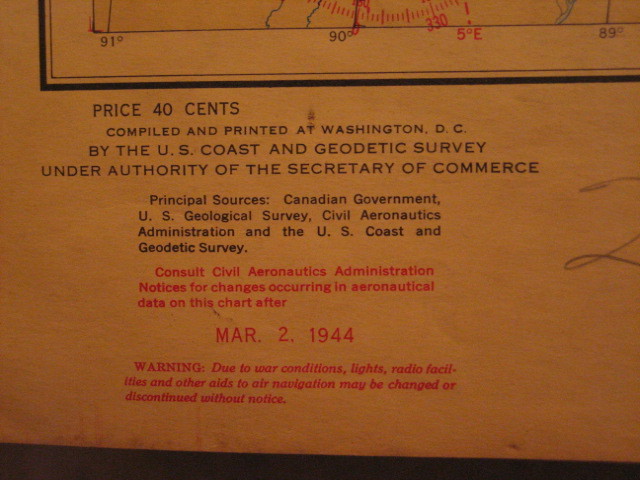 91° 90° 330 5°E 89°
PRICE 40 CENTS
COMPILED AND PRINTED AT WASHINGTON, D. C.
BY THE U. S. COAST AND GEODETIC SURVEY
UNDER AUTHORITY OF THE SECRETARY OF COMMERCE
Principal Sources: Canadian Government,
U. S. Geological Survey, Civil Aeronautics
Administration and the U. S. Coast and
Geodetic Survey.
Consult Civil Aeronautics Administration
Notices for changes occurring in aeronautical
data on this chart after
MAR. 2, 1944
WARNING: Due to war conditions, lights, radio facil-
ities and other aids to air navigation may be changed or
discontinued without notice.